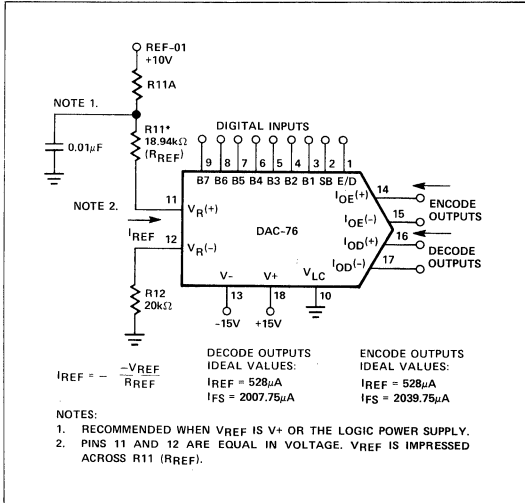 REF-01
+10V
R11A
NOTE 1.
0.01µF
R11*
18.94kΩ
(RREF)
DIGITAL INPUTS
9 8 7 6 5 4 3 2 1
B7 B6 B5 B4 B3 B2 B1 SB E/D
NOTE 2.
IREF
11
VR(+)
12
VR(-)
DAC-76
IOE(+)
14
IOE(-)
15
ENCODE
OUTPUTS
IOD(+)
16
IOD(-)
17
DECODE
OUTPUTS
V- V+ VLC
13 18 10
-15V +15V
R12
20kΩ
IREF = - -VREF
RREF
DECODE OUTPUTS
IDEAL VALUES:
IREF = 528µA
IFS = 2007.75µA
ENCODE OUTPUTS
IDEAL VALUES:
IREF = 528µA
IFS = 2039.75µA
NOTES:
1. RECOMMENDED WHEN VREF IS V+ OR THE LOGIC POWER SUPPLY.
2. PINS 11 AND 12 ARE EQUAL IN VOLTAGE. VREF IS IMPRESSED
ACROSS R11 (RREF).